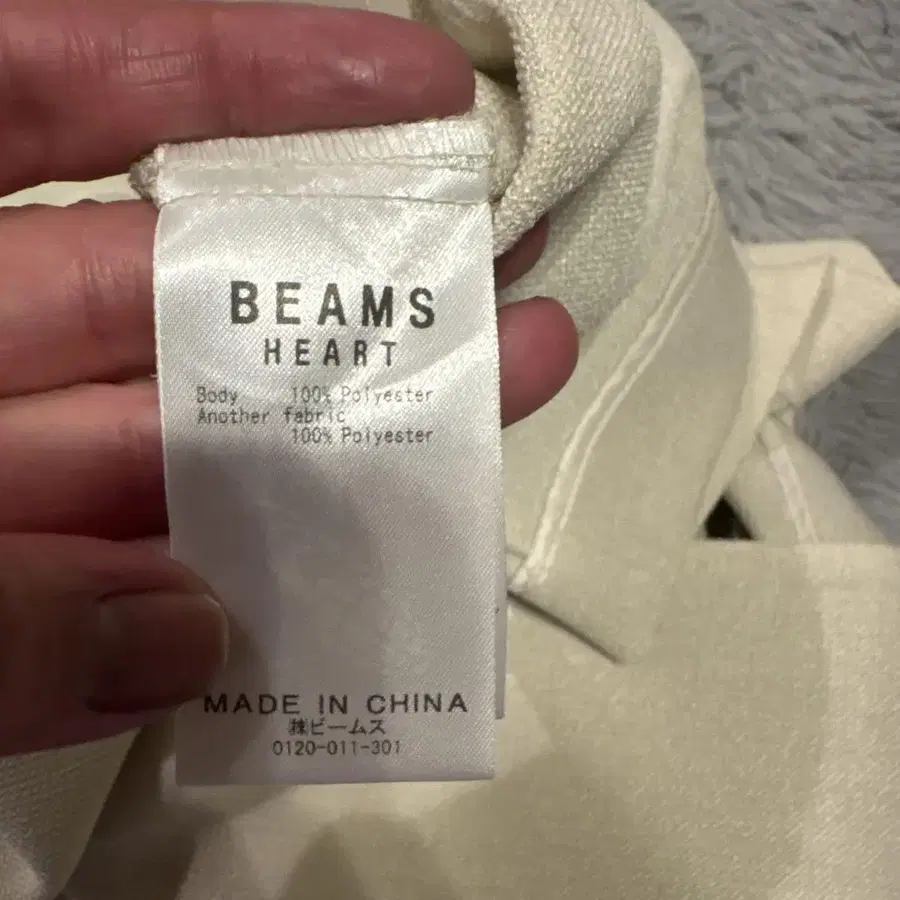 BEAMS
HEART
Body 100% Polyester
Another fabric
100% Polyester
MADE IN CHINA
㈱ビームス
0120-011-301